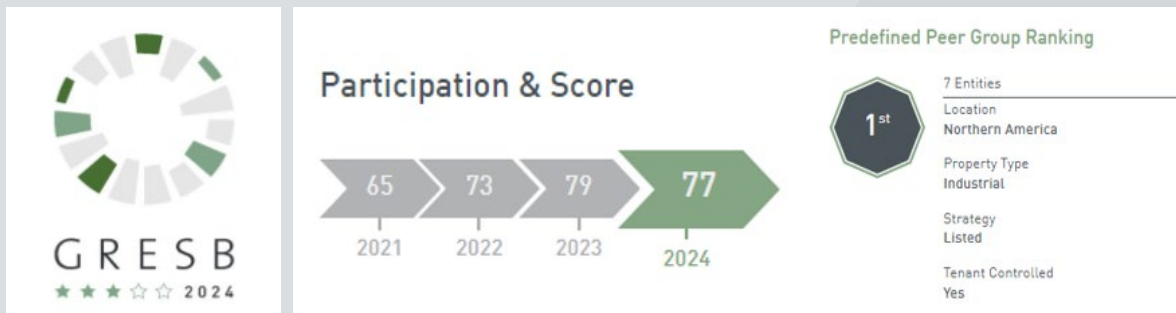 GRESB
2024
Participation & Score
65
73
79
77
2021
2022
2023
2024
Predefined Peer Group Ranking
1st
7 Entities
Location
Northern America
Property Type
Industrial
Strategy
Listed
Tenant Controlled
Yes